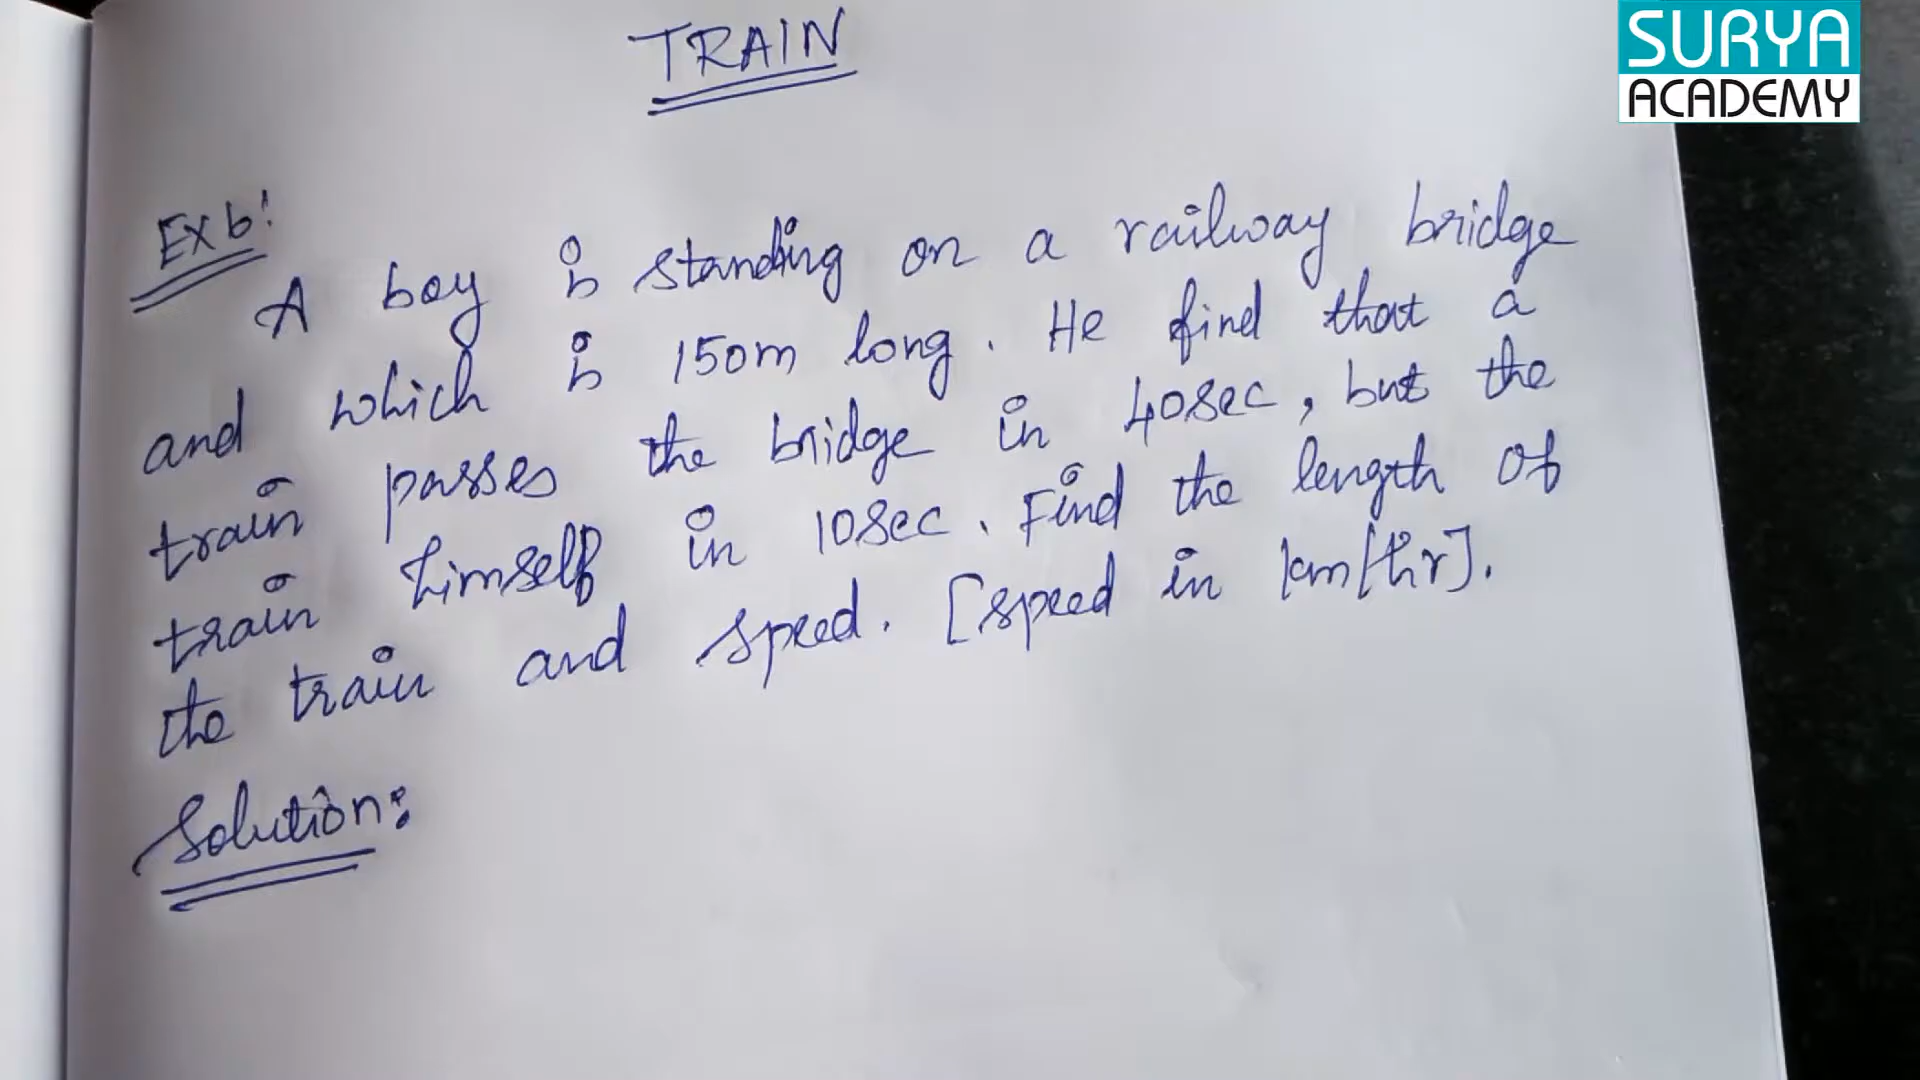 TRAIN
SURYA
ACADEMY
Ex 6:
A boy is standing on a railway bridge
and which is 150m long. He find that a
train passes the bridge in 40sec, but the
train himself in 10sec. Find the length of
the train and speed. [speed in km/hr].
Solution: